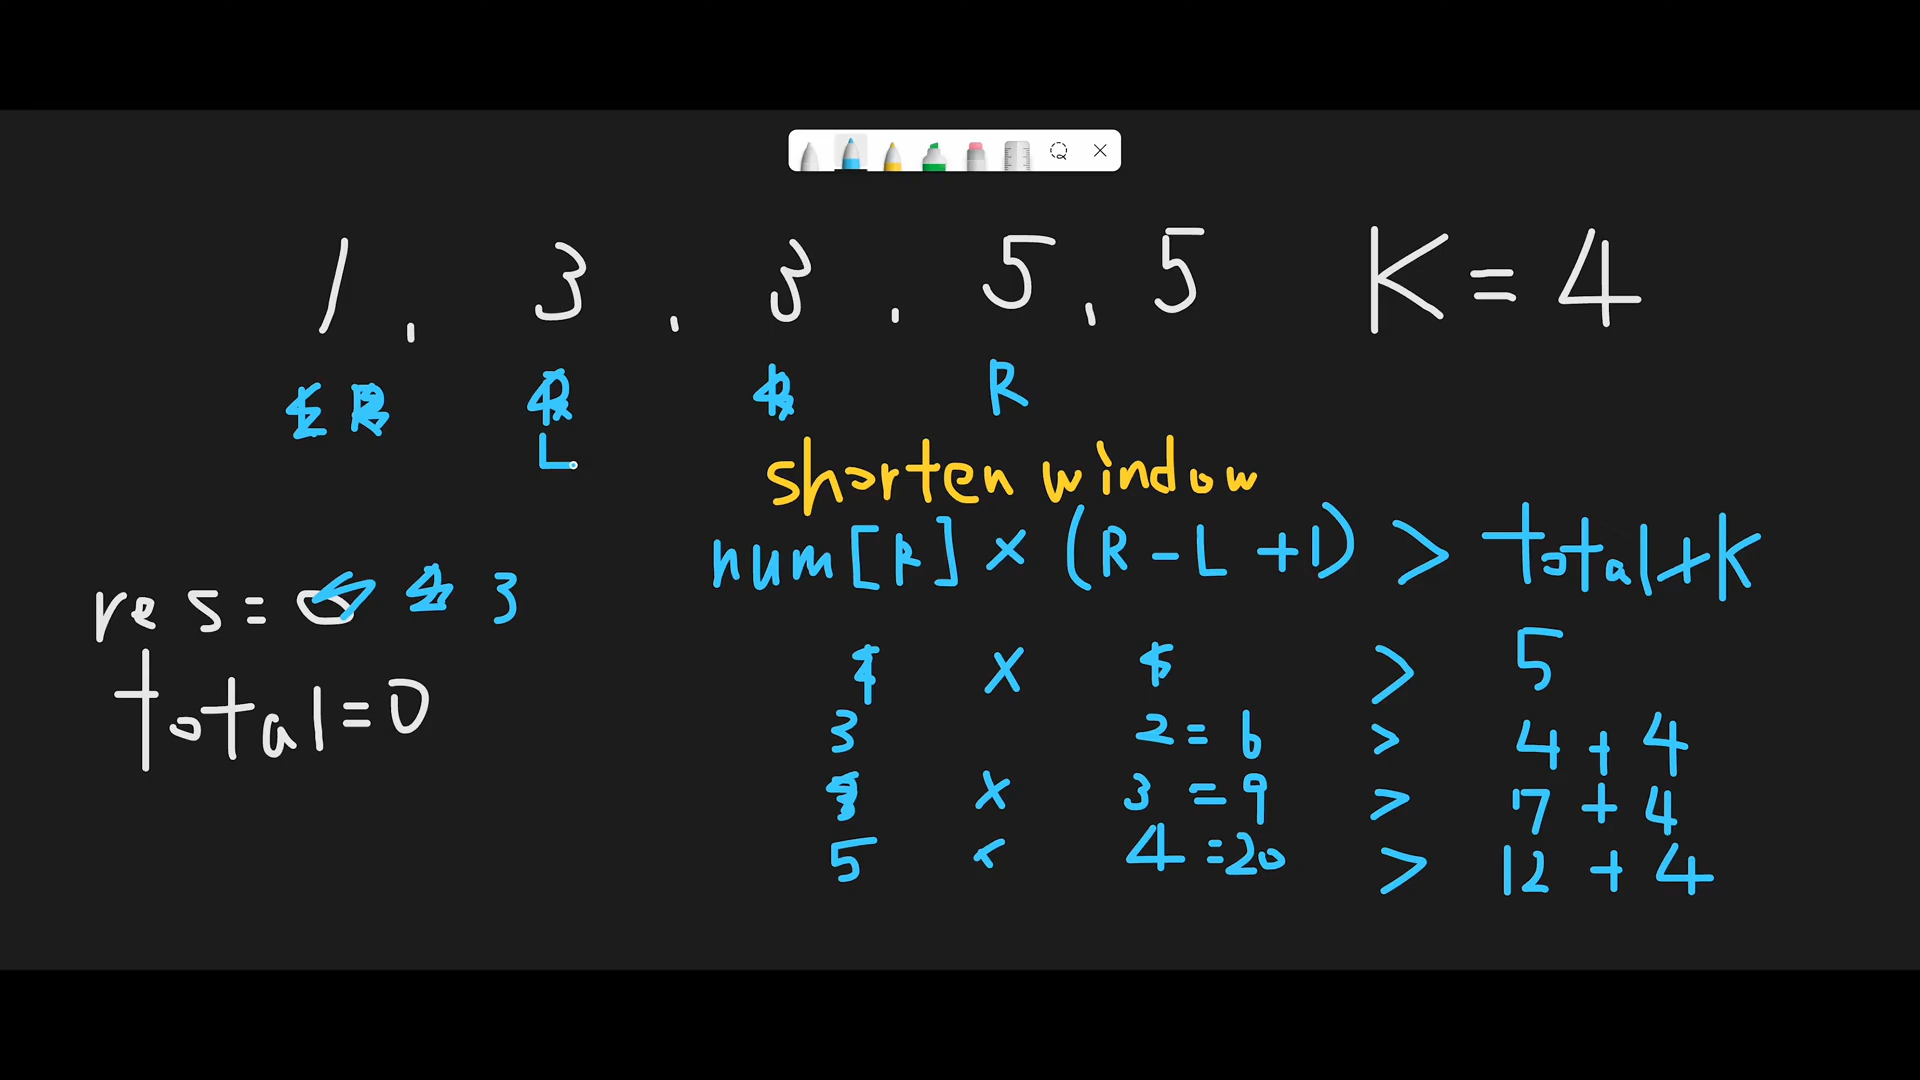 1 , 3 , 3 , 5 , 5 K = 4
R
L
shorten window
num[R] × (R - L + 1) > total + K
res = 3
total = 0
× > 5
3 2 = 6 > 4 + 4
× 3 = 9 > 7 + 4
5 × 4 = 20 > 12 + 4